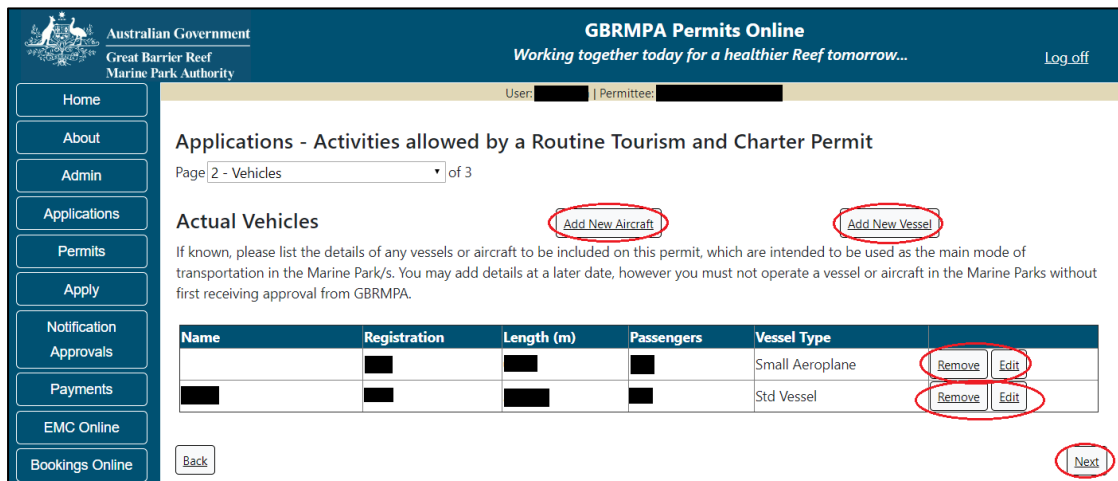 Australian Government
Great Barrier Reef
Marine Park Authority
GBRMPA Permits Online
Working together today for a healthier Reef tomorrow...
Log off
User: | Permittee:
Home
About
Admin
Applications
Permits
Apply
Notification
Approvals
Payments
EMC Online
Bookings Online
Applications - Activities allowed by a Routine Tourism and Charter Permit
Page 2 - Vehicles of 3
Actual Vehicles Add New Aircraft Add New Vessel
If known, please list the details of any vessels or aircraft to be included on this permit, which are intended to be used as the main mode of
transportation in the Marine Park/s. You may add details at a later date, however you must not operate a vessel or aircraft in the Marine Parks without
first receiving approval from GBRMPA.
Name Registration Length (m) Passengers Vessel Type
Small Aeroplane Remove Edit
Std Vessel Remove Edit
Back Next